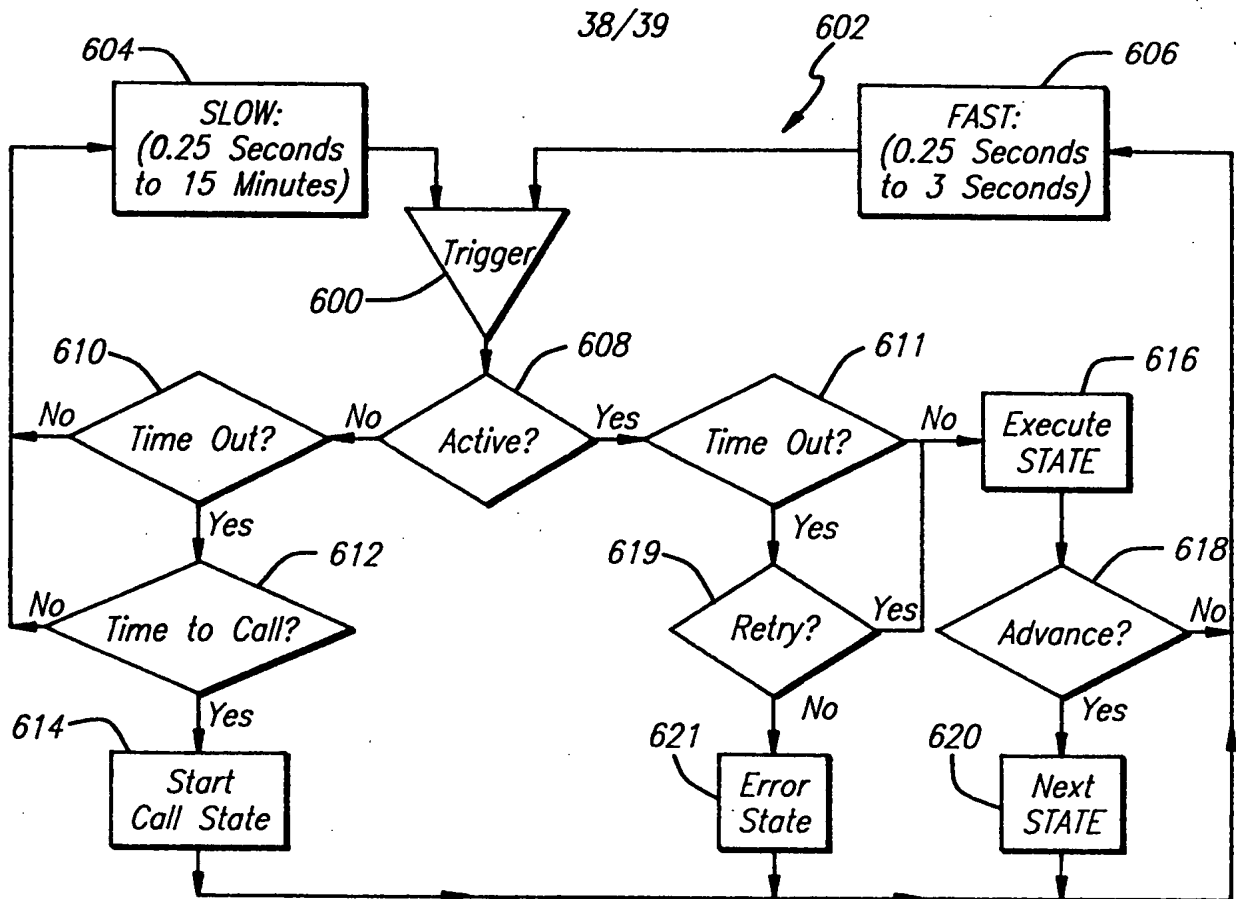 38/39
602
604
606
SLOW:
(0.25 Seconds
to 15 Minutes)
FAST:
(0.25 Seconds
to 3 Seconds)
Trigger
600
610
608
611
616
No
Time Out?
No
Active?
Yes
Time Out?
No
Execute
STATE
Yes
612
Yes
619
618
No
Time to Call?
Retry?
Yes
Advance?
No
Yes
No
Yes
614
621
620
Start
Call State
Error
State
Next
STATE